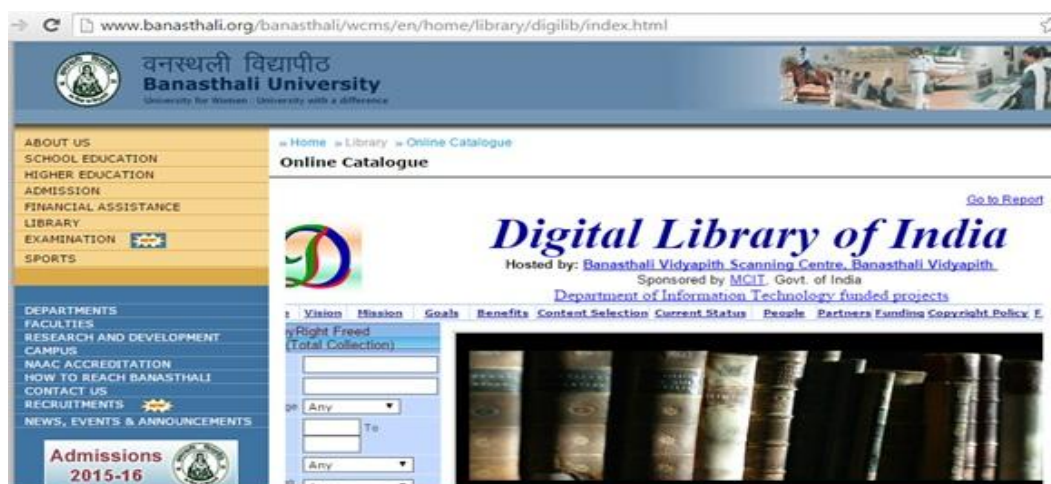 www.banasthali.org/banasthali/wcms/en/home/library/digilib/index.html
वनस्थली विद्यापीठ
Banasthali University
University for Women : University with a difference
ABOUT US
SCHOOL EDUCATION
HIGHER EDUCATION
ADMISSION
FINANCIAL ASSISTANCE
LIBRARY
EXAMINATION
SPORTS
DEPARTMENTS
FACULTIES
RESEARCH AND DEVELOPMENT
CAMPUS
NAAC ACCREDITATION
HOW TO REACH BANASTHALI
CONTACT US
RECRUITMENTS
NEWS, EVENTS & ANNOUNCEMENTS
Admissions
2015-16
» Home » Library » Online Catalogue
Online Catalogue
Go to Report
Digital Library of India
Hosted by: Banasthali Vidyapith Scanning Centre, Banasthali Vidyapith
Sponsored by MCIT, Govt. of India
Department of Information Technology funded projects
Vision Mission Goals Benefits Content Selection Current Status People Partners Funding Copyright Policy F
yRight Freed
(Total Collection)
Any
To
Any